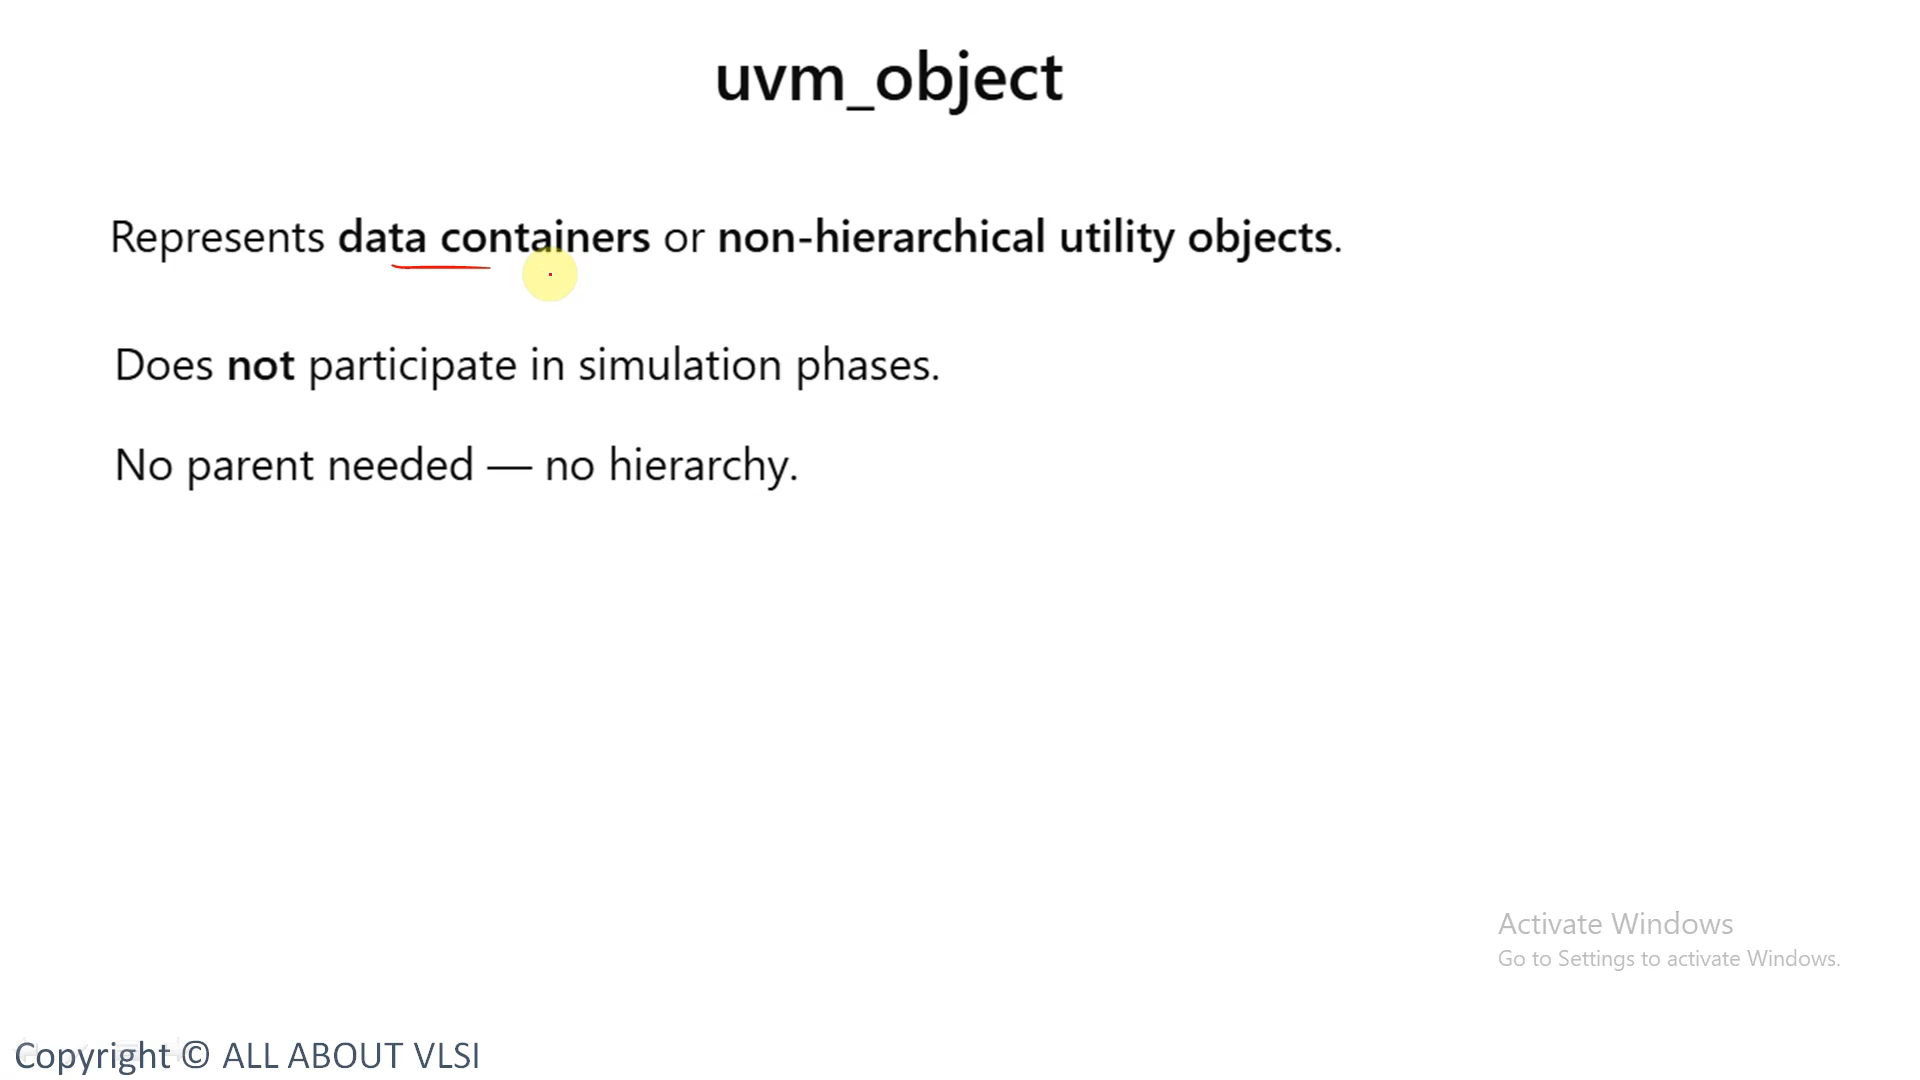 uvm_object
Represents data containers or non-hierarchical utility objects.
Does not participate in simulation phases.
No parent needed — no hierarchy.
Activate Windows
Go to Settings to activate Windows.
Copyright © ALL ABOUT VLSI